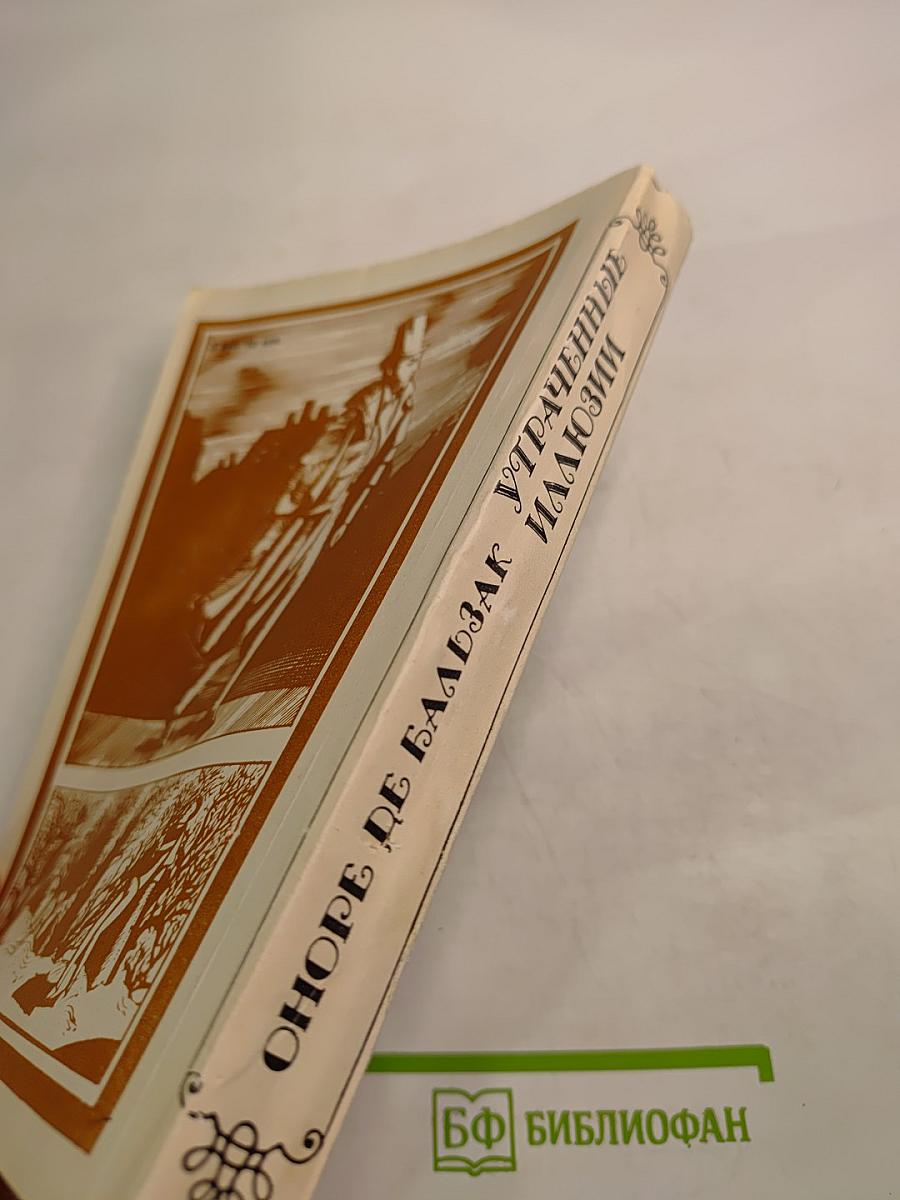 ОНОРЕ ДЕ БАЛЬЗАК
УТРАЧЕННЫЕ
ИЛЛЮЗИИ
БФ БИБЛИОФАН